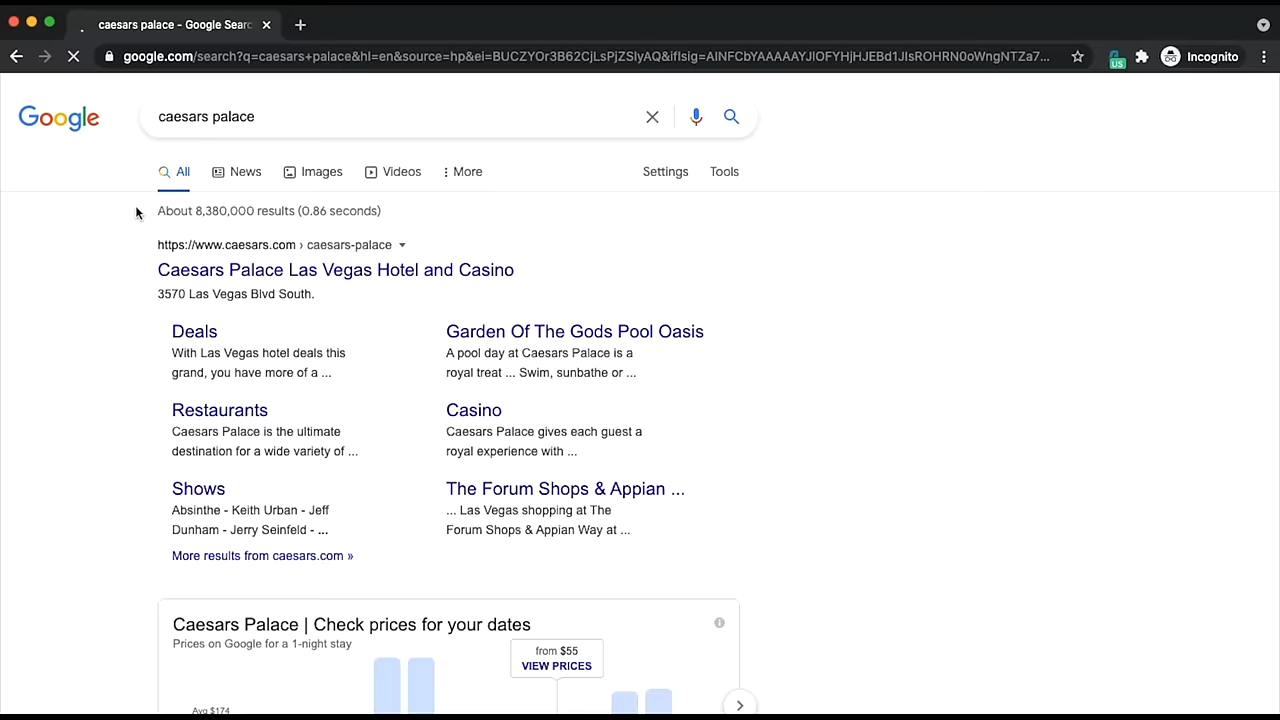 caesars palace - Google Searc
google.com/search?q=caesars+palace&hl=en&source=hp&ei=BUCZYOr3B62CjLsPjZSlyAQ&iflsig=AINFCbYAAAAAYJlOFYHjHJEBd1JIsROHRN0oWngNTZa7...
US
Incognito
Google
caesars palace
All
News
Images
Videos
More
Settings
Tools
About 8,380,000 results (0.86 seconds)
https://www.caesars.com › caesars-palace
Caesars Palace Las Vegas Hotel and Casino
3570 Las Vegas Blvd South.
Deals
With Las Vegas hotel deals this
grand, you have more of a ...
Garden Of The Gods Pool Oasis
A pool day at Caesars Palace is a
royal treat ... Swim, sunbathe or ...
Restaurants
Caesars Palace is the ultimate
destination for a wide variety of ...
Casino
Caesars Palace gives each guest a
royal experience with ...
Shows
Absinthe - Keith Urban - Jeff
Dunham - Jerry Seinfeld - ...
The Forum Shops & Appian ...
... Las Vegas shopping at The
Forum Shops & Appian Way at ...
More results from caesars.com »
Caesars Palace | Check prices for your dates
Prices on Google for a 1-night stay
from $55
VIEW PRICES
Avg $174